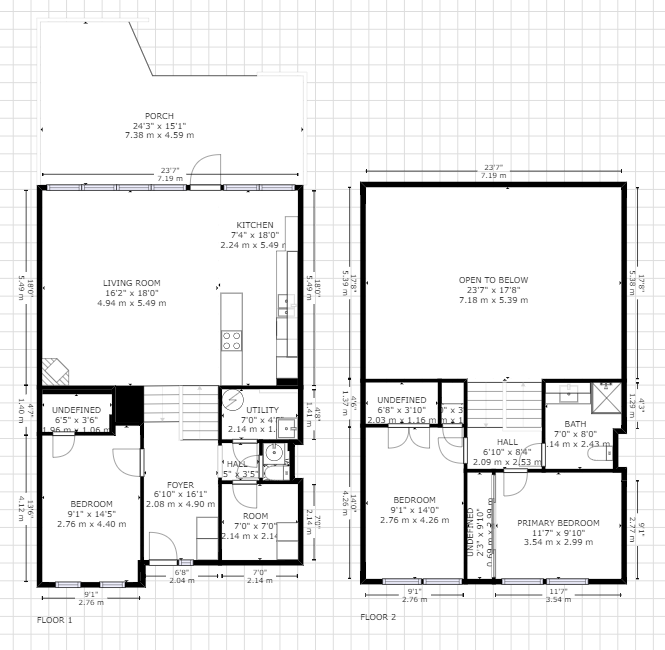 PORCH
24'3" x 15'1"
7.38 m x 4.59 m
23'7"
7.19 m
KITCHEN
7'4" x 18'0"
2.24 m x 5.49 m
LIVING ROOM
16'2" x 18'0"
4.94 m x 5.49 m
18'0"
5.49 m
18'0"
5.49 m
UNDEFINED
6'5" x 3'6"
1.96 m x 1.06 m
4'7"
1.40 m
UTILITY
7'0" x 4'
2.14 m x 1.
4'8"
1.41 m
HALL
5" x 3'5"
FOYER
6'10" x 16'1"
2.08 m x 4.90 m
BEDROOM
9'1" x 14'5"
2.76 m x 4.40 m
13'6"
4.12 m
ROOM
7'0" x 7'0"
2.14 m x 2.14
7'0"
2.14 m
6'8"
2.04 m
7'0"
2.14 m
9'1"
2.76 m
FLOOR 1
23'7"
7.19 m
OPEN TO BELOW
23'7" x 17'8"
7.18 m x 5.39 m
17'8"
5.39 m
17'8"
5.38 m
UNDEFINED
6'8" x 3'10"
2.03 m x 1.16 m
4'6"
1.37 m
BATH
7'0" x 8'0"
.14 m x 2.43 m
4'3"
1.29 m
HALL
6'10" x 8'4"
2.09 m x 2.53 m
BEDROOM
9'1" x 14'0"
2.76 m x 4.26 m
14'0"
4.26 m
UNDEFINED
2'3" x 9'10"
PRIMARY BEDROOM
11'7" x 9'10"
3.54 m x 2.99 m
9'1"
2.77 m
9'1"
2.76 m
11'7"
3.54 m
FLOOR 2